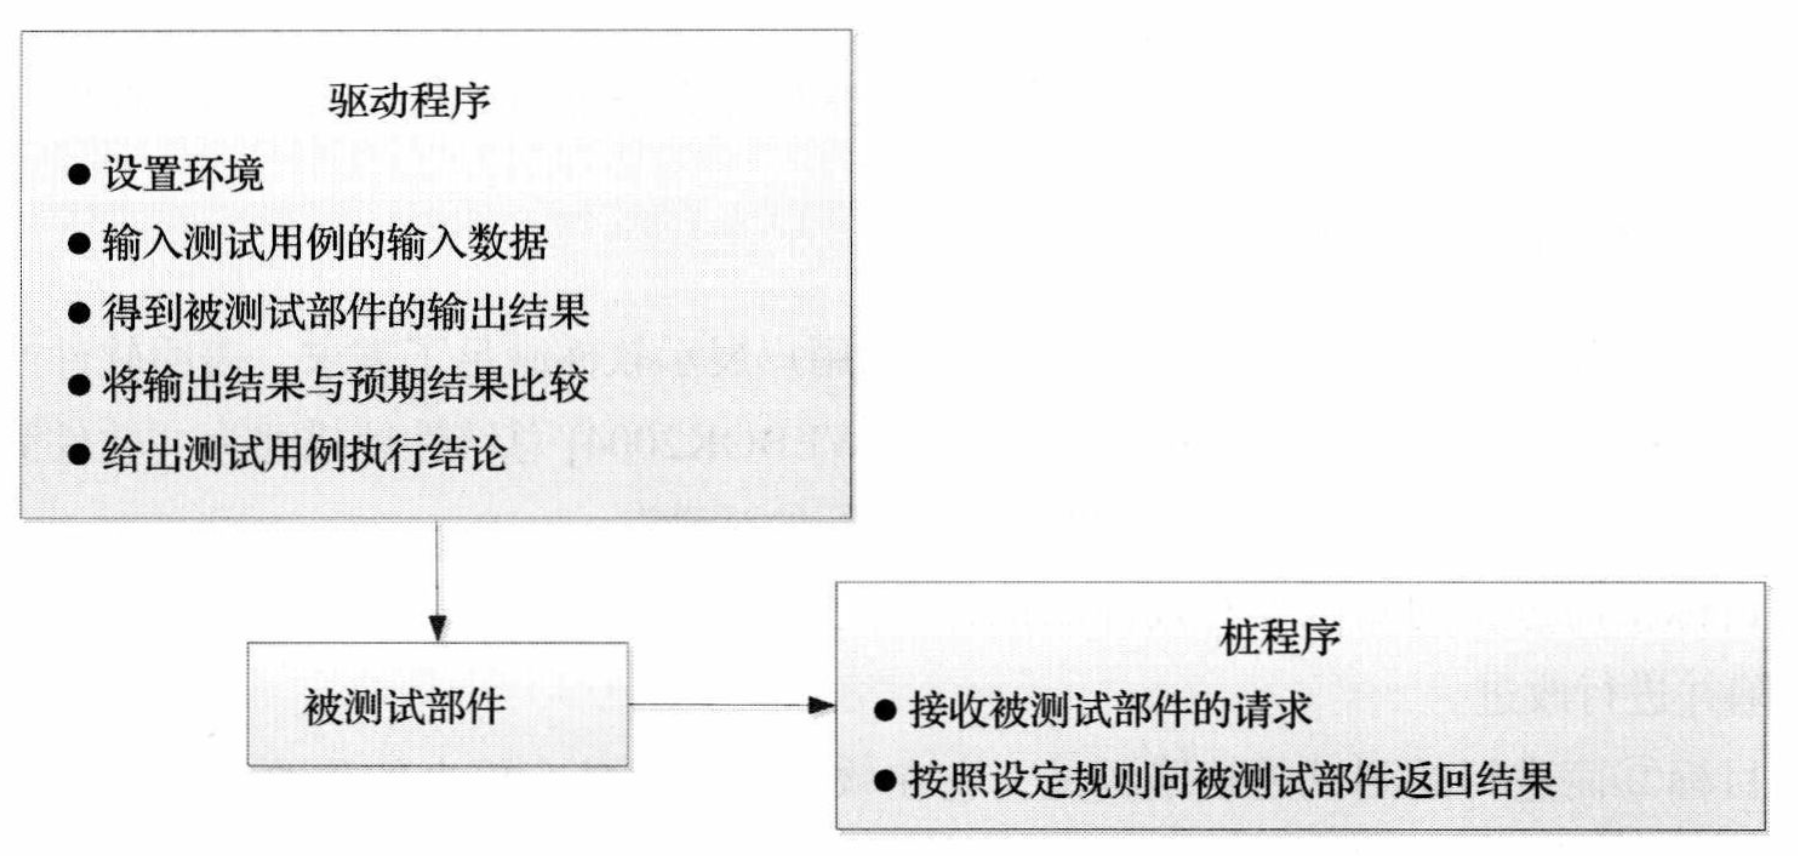 驱动程序
●设置环境
●输入测试用例的输入数据
●得到被测试部件的输出结果
●将输出结果与预期结果比较
●给出测试用例执行结论
被测试部件
桩程序
●接收被测试部件的请求
●按照设定规则向被测试部件返回结果